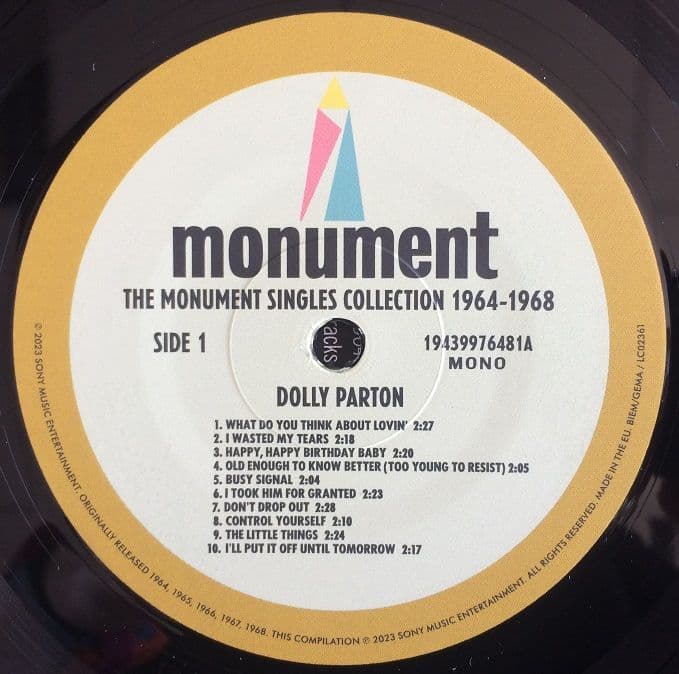 monument
THE MONUMENT SINGLES COLLECTION 1964-1968
SIDE 1
19439976481A
MONO
racks
DOLLY PARTON
1. WHAT DO YOU THINK ABOUT LOVIN' 2:27
2. I WASTED MY TEARS 2:18
3. HAPPY, HAPPY BIRTHDAY BABY 2:20
4. OLD ENOUGH TO KNOW BETTER (TOO YOUNG TO RESIST) 2:05
5. BUSY SIGNAL 2:04
6. I TOOK HIM FOR GRANTED 2:23
7. DON'T DROP OUT 2:28
8. CONTROL YOURSELF 2:10
9. THE LITTLE THINGS 2:24
10. I'LL PUT IT OFF UNTIL TOMORROW 2:17
℗ 2023 SONY MUSIC ENTERTAINMENT. ORIGINALLY RELEASED 1964, 1965, 1966, 1967, 1968. THIS COMPILATION ℗ 2023 SONY MUSIC ENTERTAINMENT. ALL RIGHTS RESERVED. MADE IN THE EU. BIEM/GEMA / LC02361